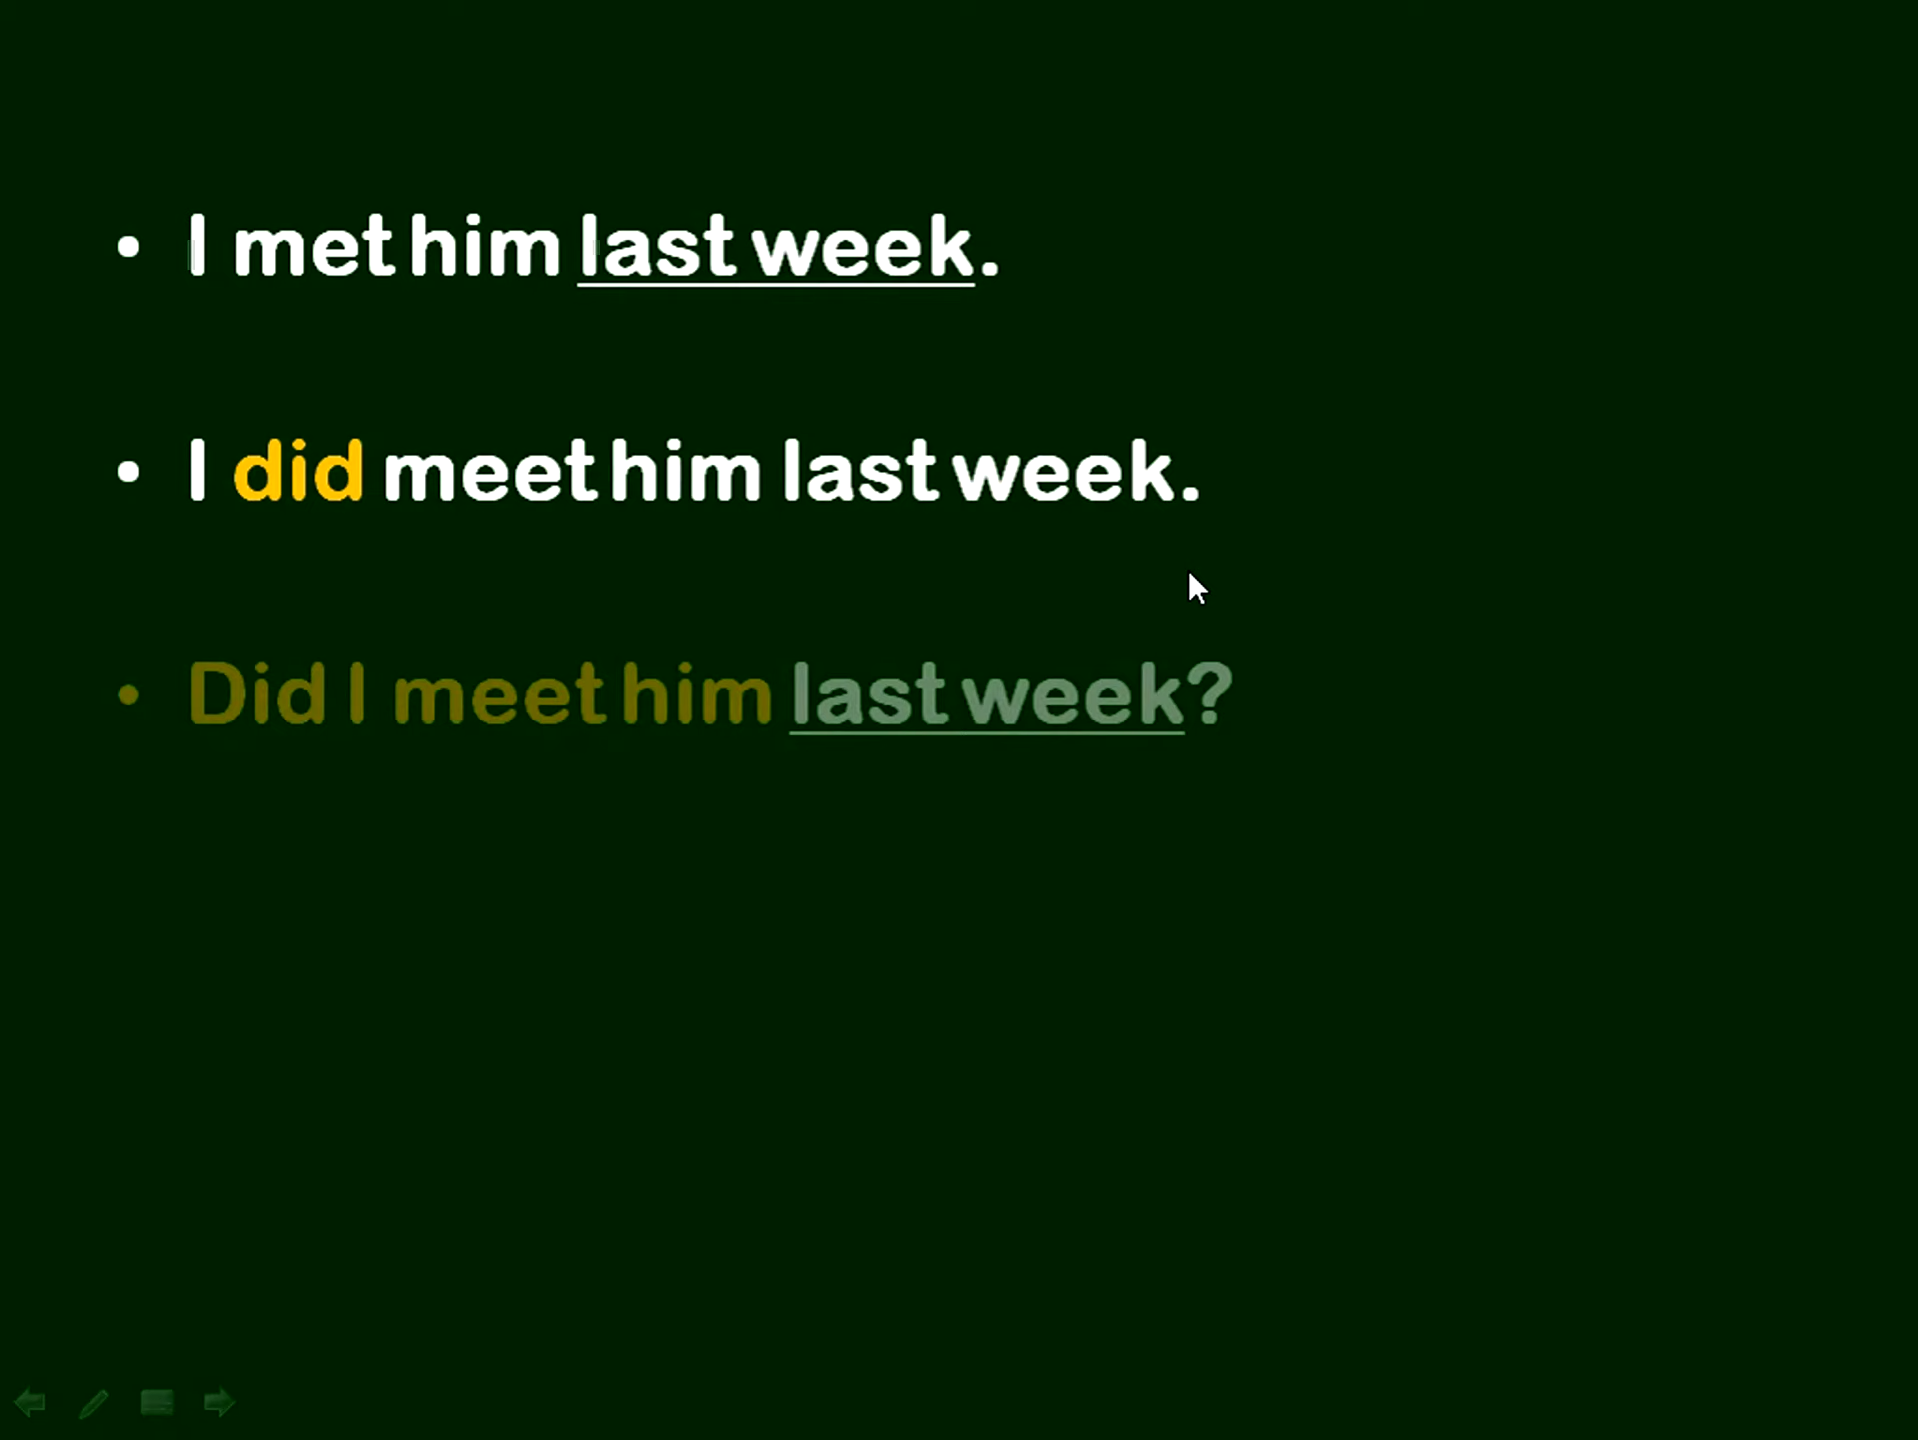 • I met him last week.
• I did meet him last week.
• Did I meet him last week?